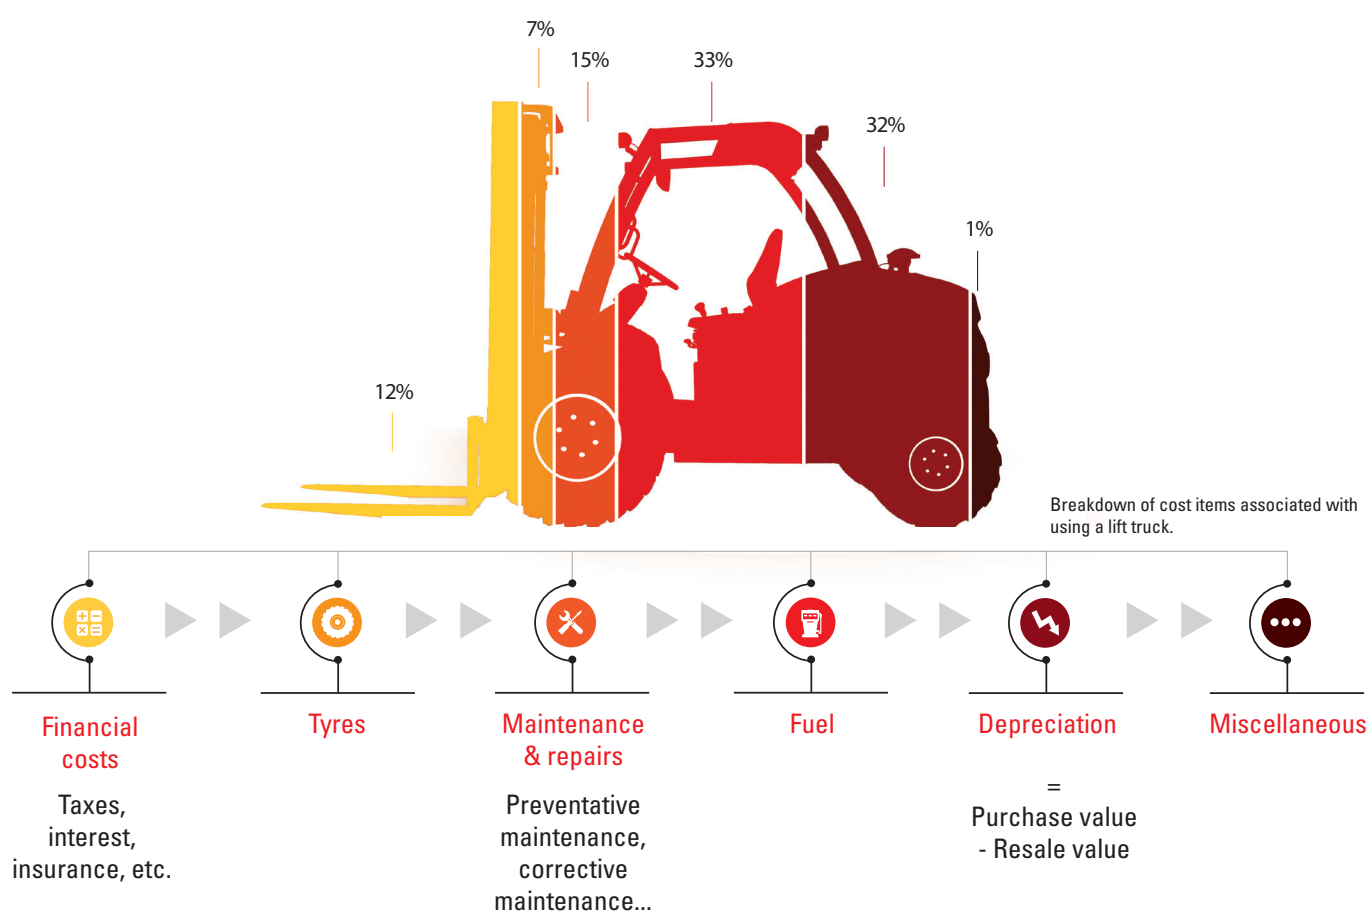 7%
15%
33%
32%
1%
12%
Breakdown of cost items associated with
using a lift truck.
Financial
costs
Taxes,
interest,
insurance, etc.
Tyres
Maintenance
& repairs
Preventative
maintenance,
corrective
maintenance...
Fuel
Depreciation
=
Purchase value
- Resale value
Miscellaneous